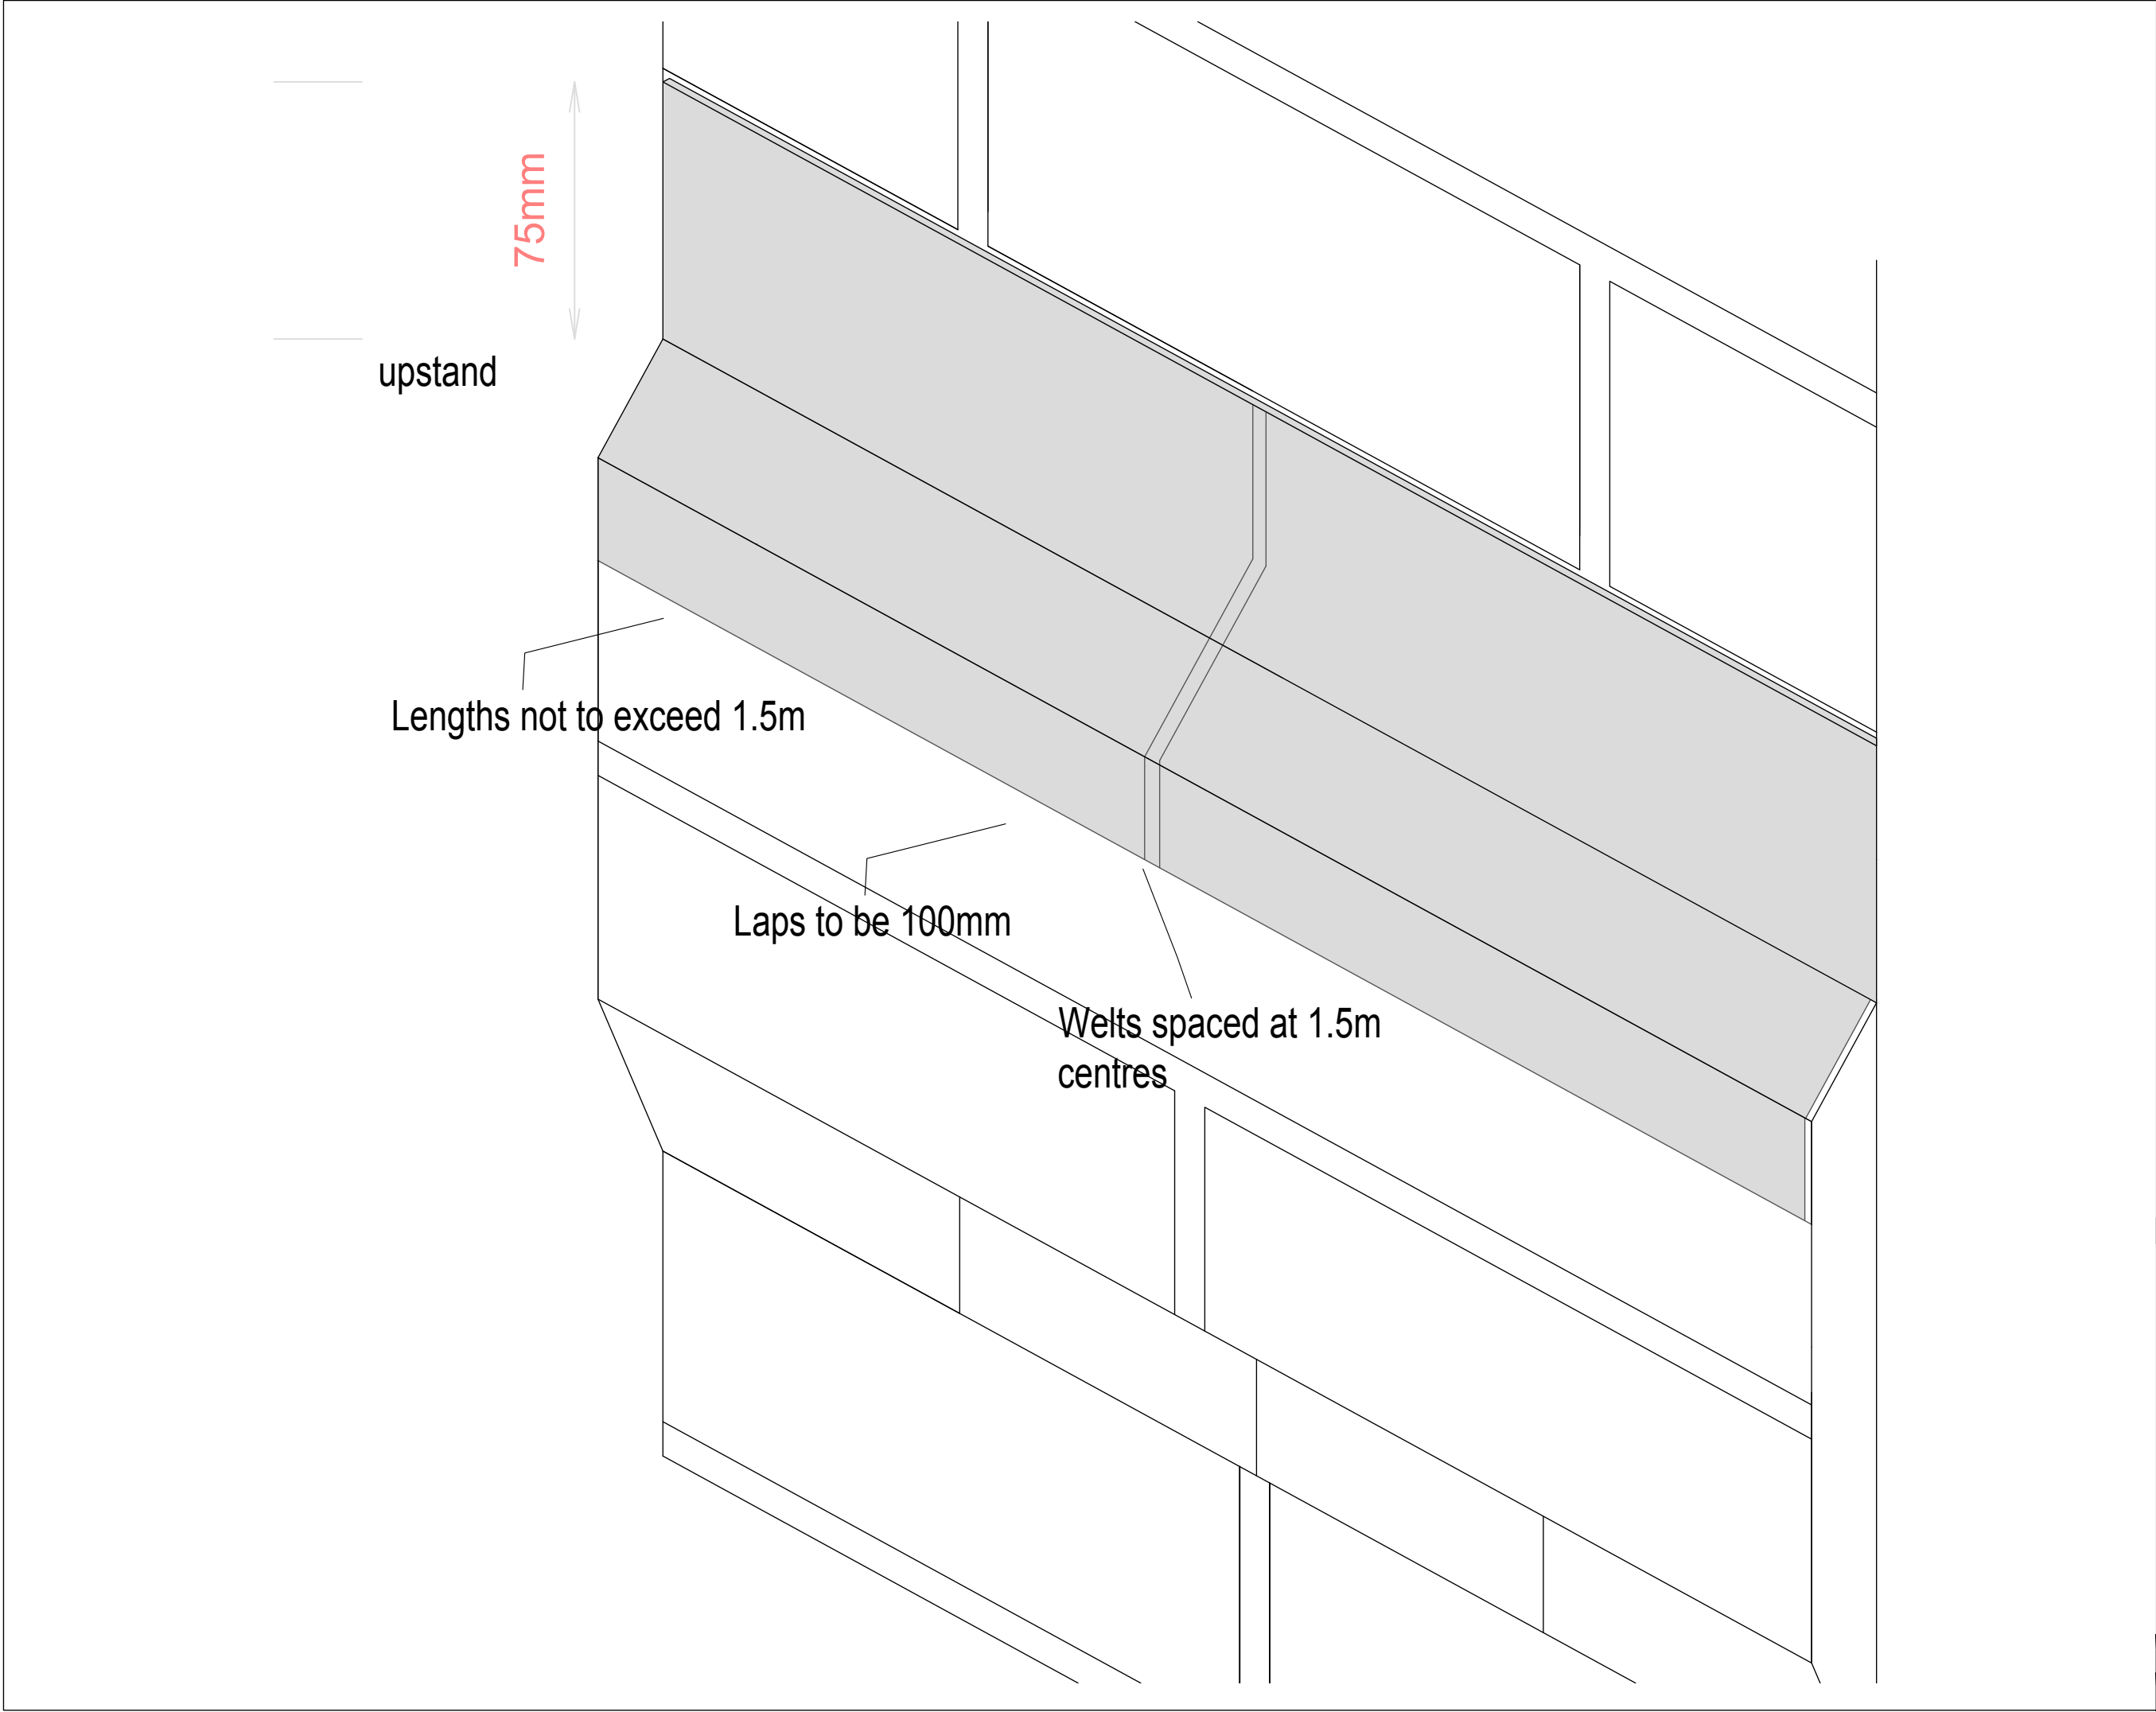 75mm
upstand
Lengths not to exceed 1.5m
Laps to be 100mm
Welts spaced at 1.5m
centres